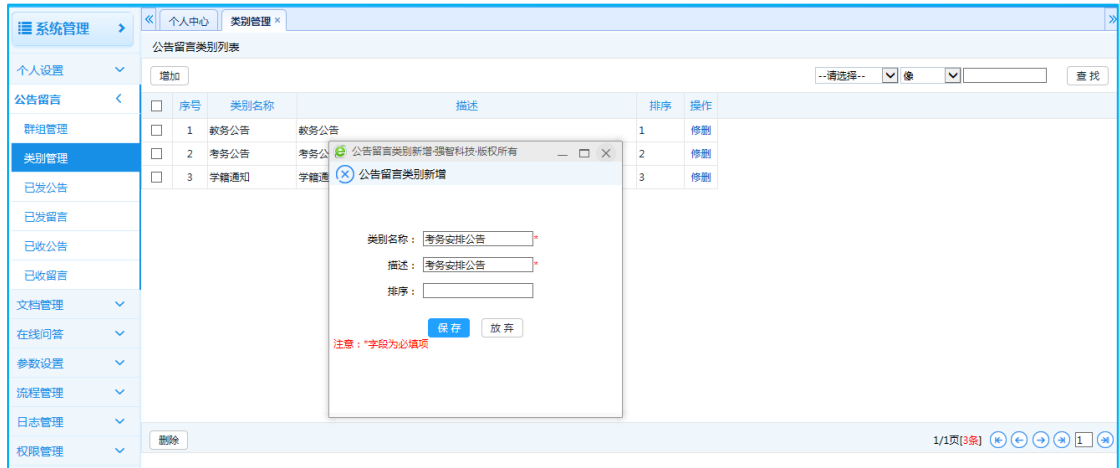 系统管理
个人中心 类别管理 ×
公告留言类别列表
增加 --请选择-- 像 查 找
序号 类别名称 描述 排序 操作
1 教务公告 教务公告 1 修删
2 考务公告 考务公 2 修删
3 学籍通知 学籍通 3 修删
个人设置
公告留言
群组管理
类别管理
已发公告
已发留言
已收公告
已收留言
文档管理
在线问答
参数设置
流程管理
日志管理
权限管理
公告留言类别新增-强智科技·版权所有
公告留言类别新增
类别名称： 考务安排公告 *
描述： 考务安排公告 *
排序：
保 存 放 弃
注意：*字段为必填项
删除 1/1页[3条] 1